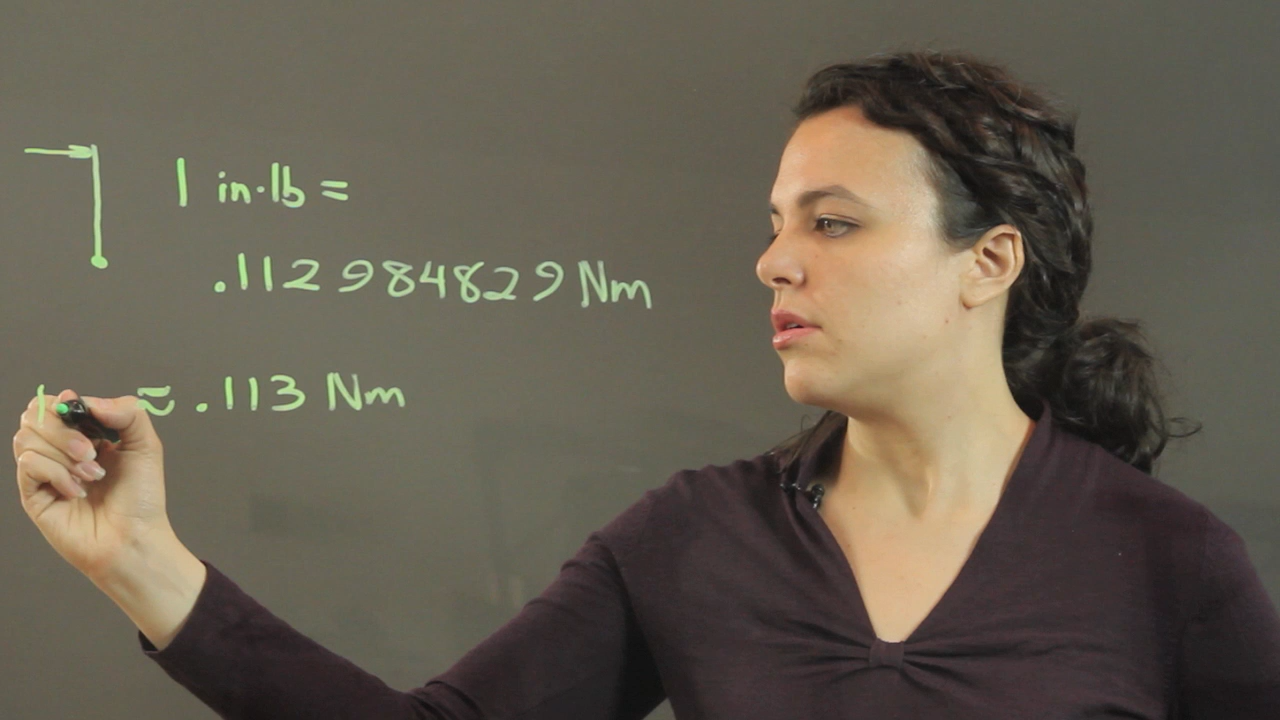 1 in·lb =
.112984829 Nm
1 ≈ .113 Nm